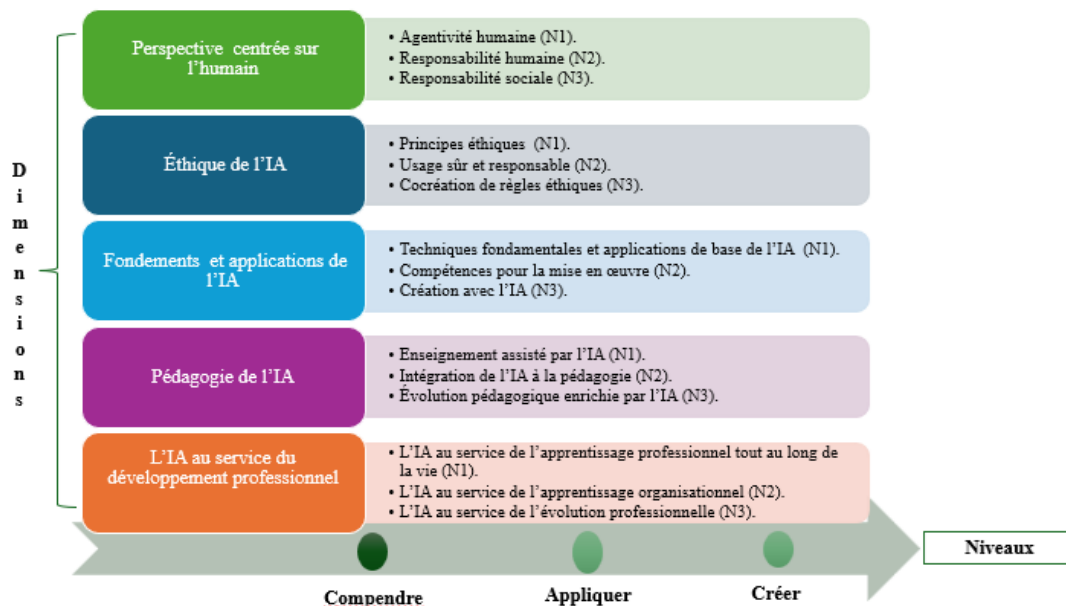 Dimensions
Perspective centrée sur
l'humain
• Agentivité humaine (N1).
• Responsabilité humaine (N2).
• Responsabilité sociale (N3).
Éthique de l'IA
• Principes éthiques (N1).
• Usage sûr et responsable (N2).
• Cocréation de règles éthiques (N3).
Fondements et applications de
l'IA
• Techniques fondamentales et applications de base de l'IA (N1).
• Compétences pour la mise en œuvre (N2).
• Création avec l'IA (N3).
Pédagogie de l'IA
• Enseignement assisté par l'IA (N1).
• Intégration de l'IA à la pédagogie (N2).
• Évolution pédagogique enrichie par l'IA (N3).
L'IA au service du
développement professionnel
• L'IA au service de l'apprentissage professionnel tout au long de
la vie (N1).
• L'IA au service de l'apprentissage organisationnel (N2).
• L'IA au service de l'évolution professionnelle (N3).
Niveaux
Compendre
Appliquer
Créer